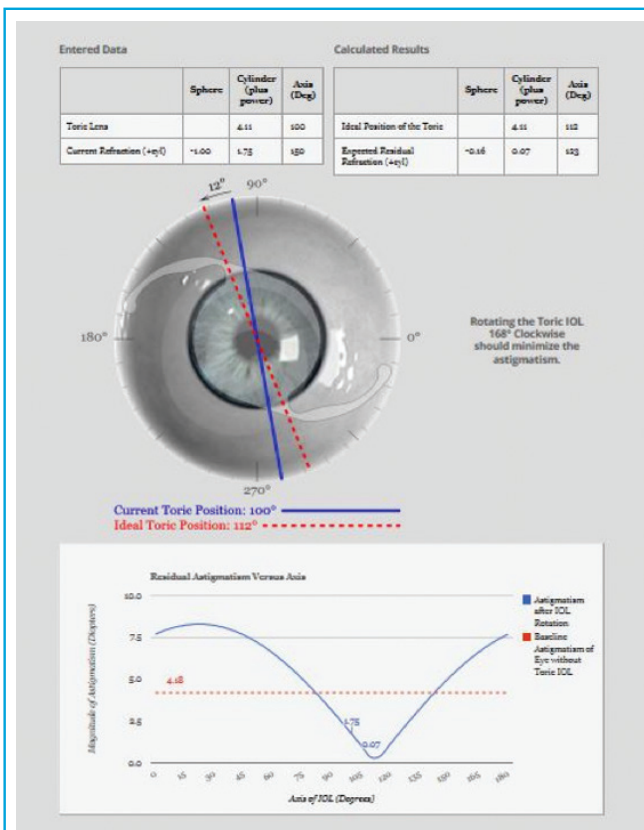 Entered Data
Sphere Cylinder (plus power) Axis (Deg)
Toric Lens 4.11 100
Current Refraction (+cyl) -1.00 1.75 150
Calculated Results
Sphere Cylinder (plus power) Axis (Deg)
Ideal Position of the Toric 4.11 112
Expected Residual Refraction (+cyl) -0.16 0.07 123
12°
90°
180°
0°
270°
Rotating the Toric IOL
168° Clockwise
should minimize the
astigmatism.
Current Toric Position: 100°
Ideal Toric Position: 112°
Residual Astigmatism Versus Axis
Magnitude of Astigmatism (Diopters)
10.0
7.5
5.0
2.5
0.0
4.18
1.75
0.07
0 15 30 45 60 75 90 105 120 135 150 165 180
Axis of IOL (Degrees)
Astigmatism
after IOL
Rotation
Baseline
Astigmatism of
Eye without
Toric IOL